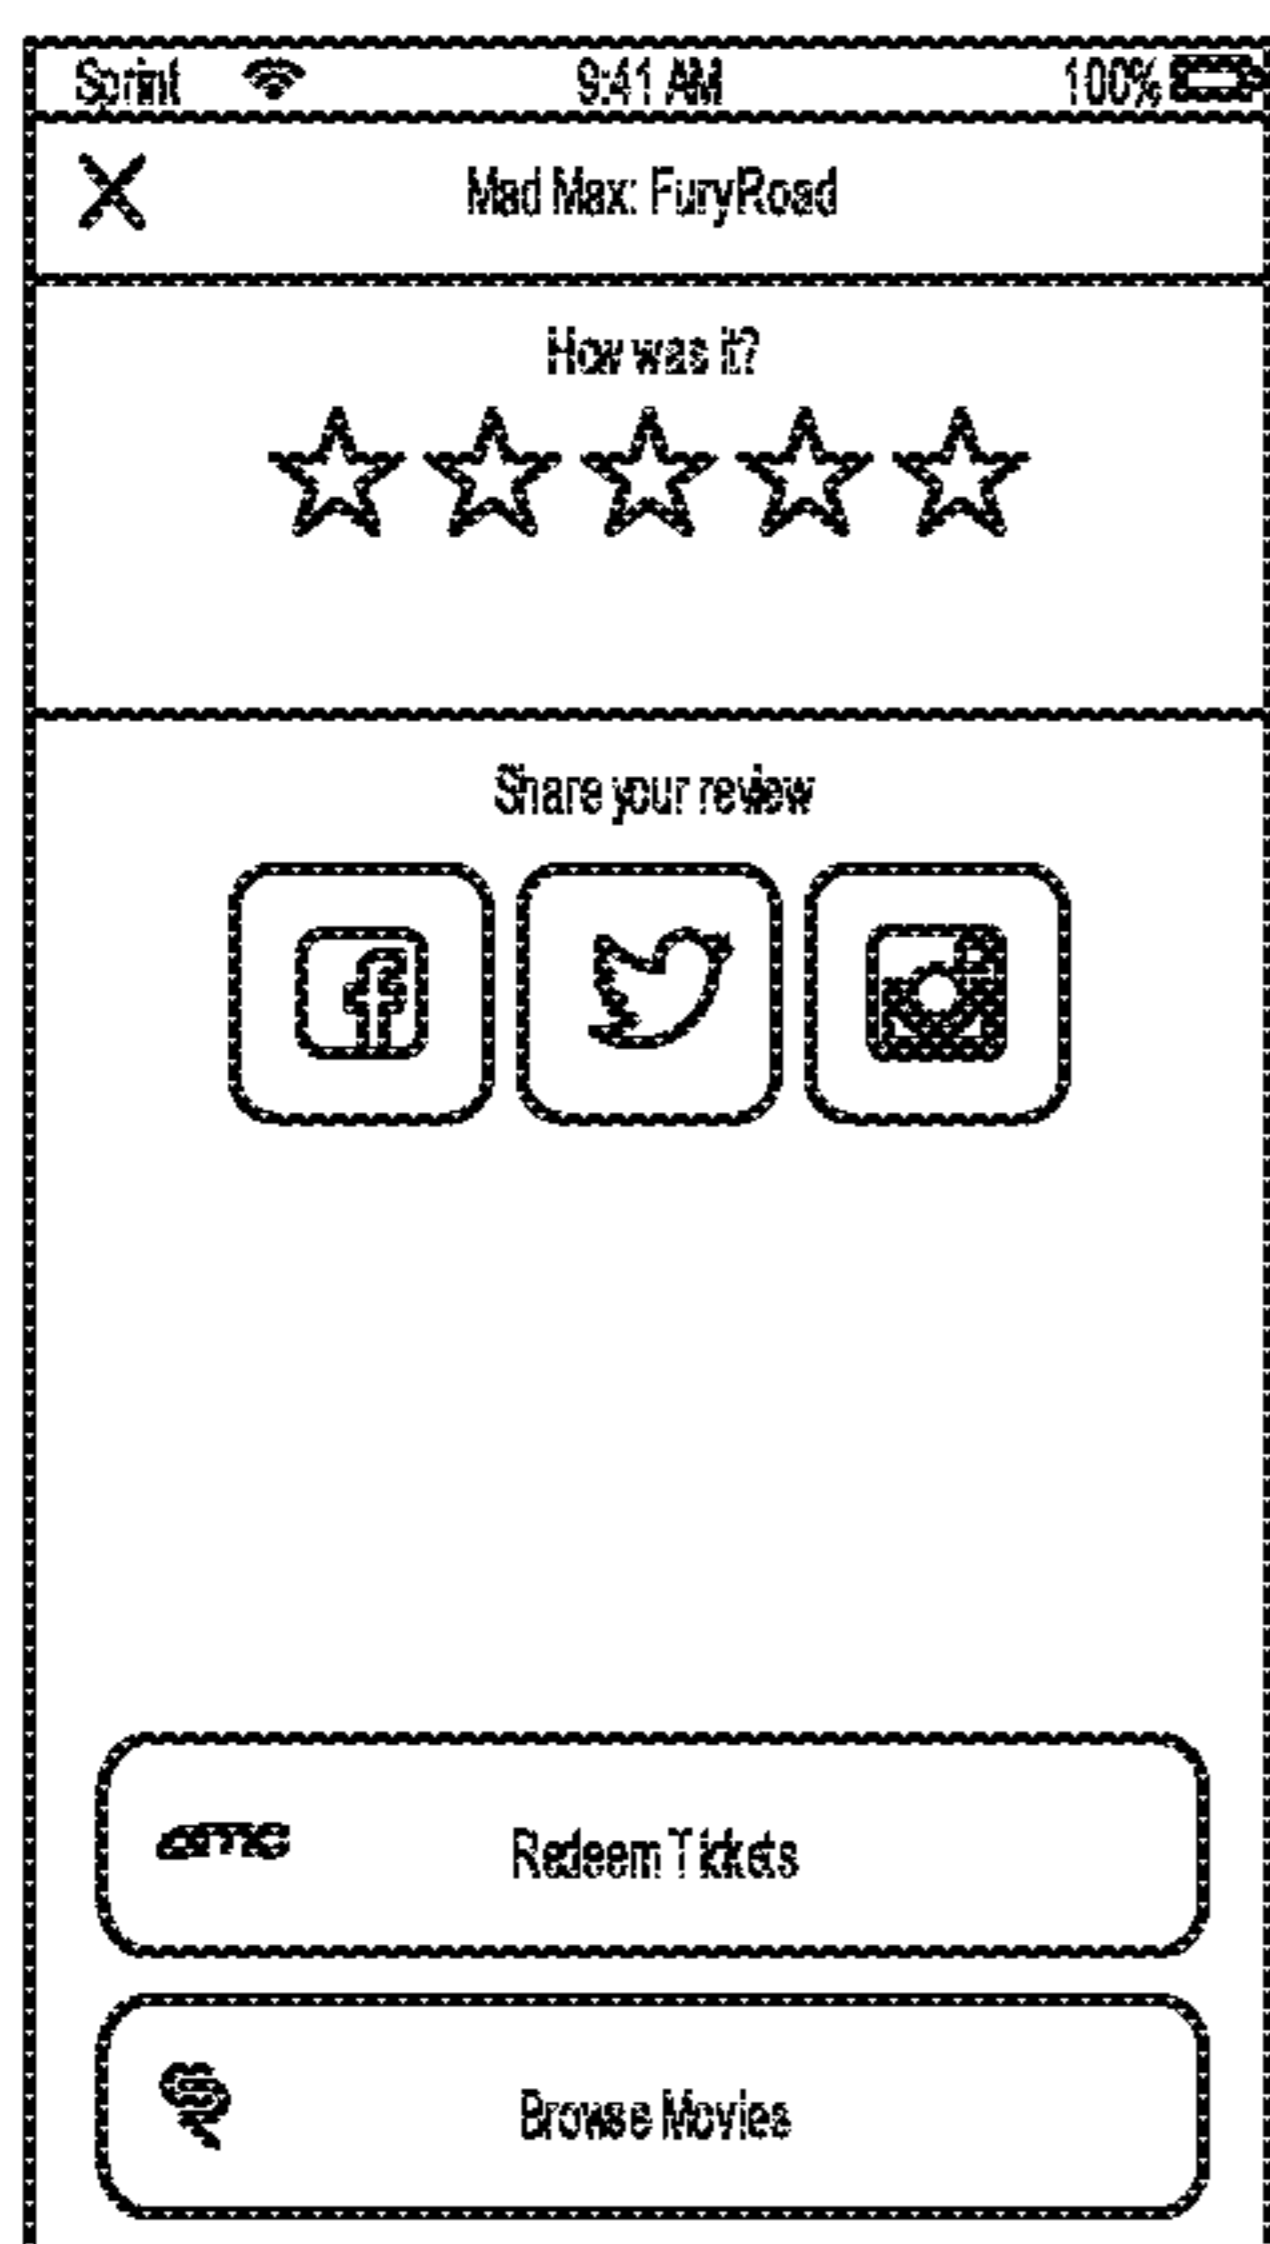 Sprint 9:41 AM 100%
Mad Max: FuryRoad
How was it?
Share your review
f
amc Redeem Tickets
Browse Movies